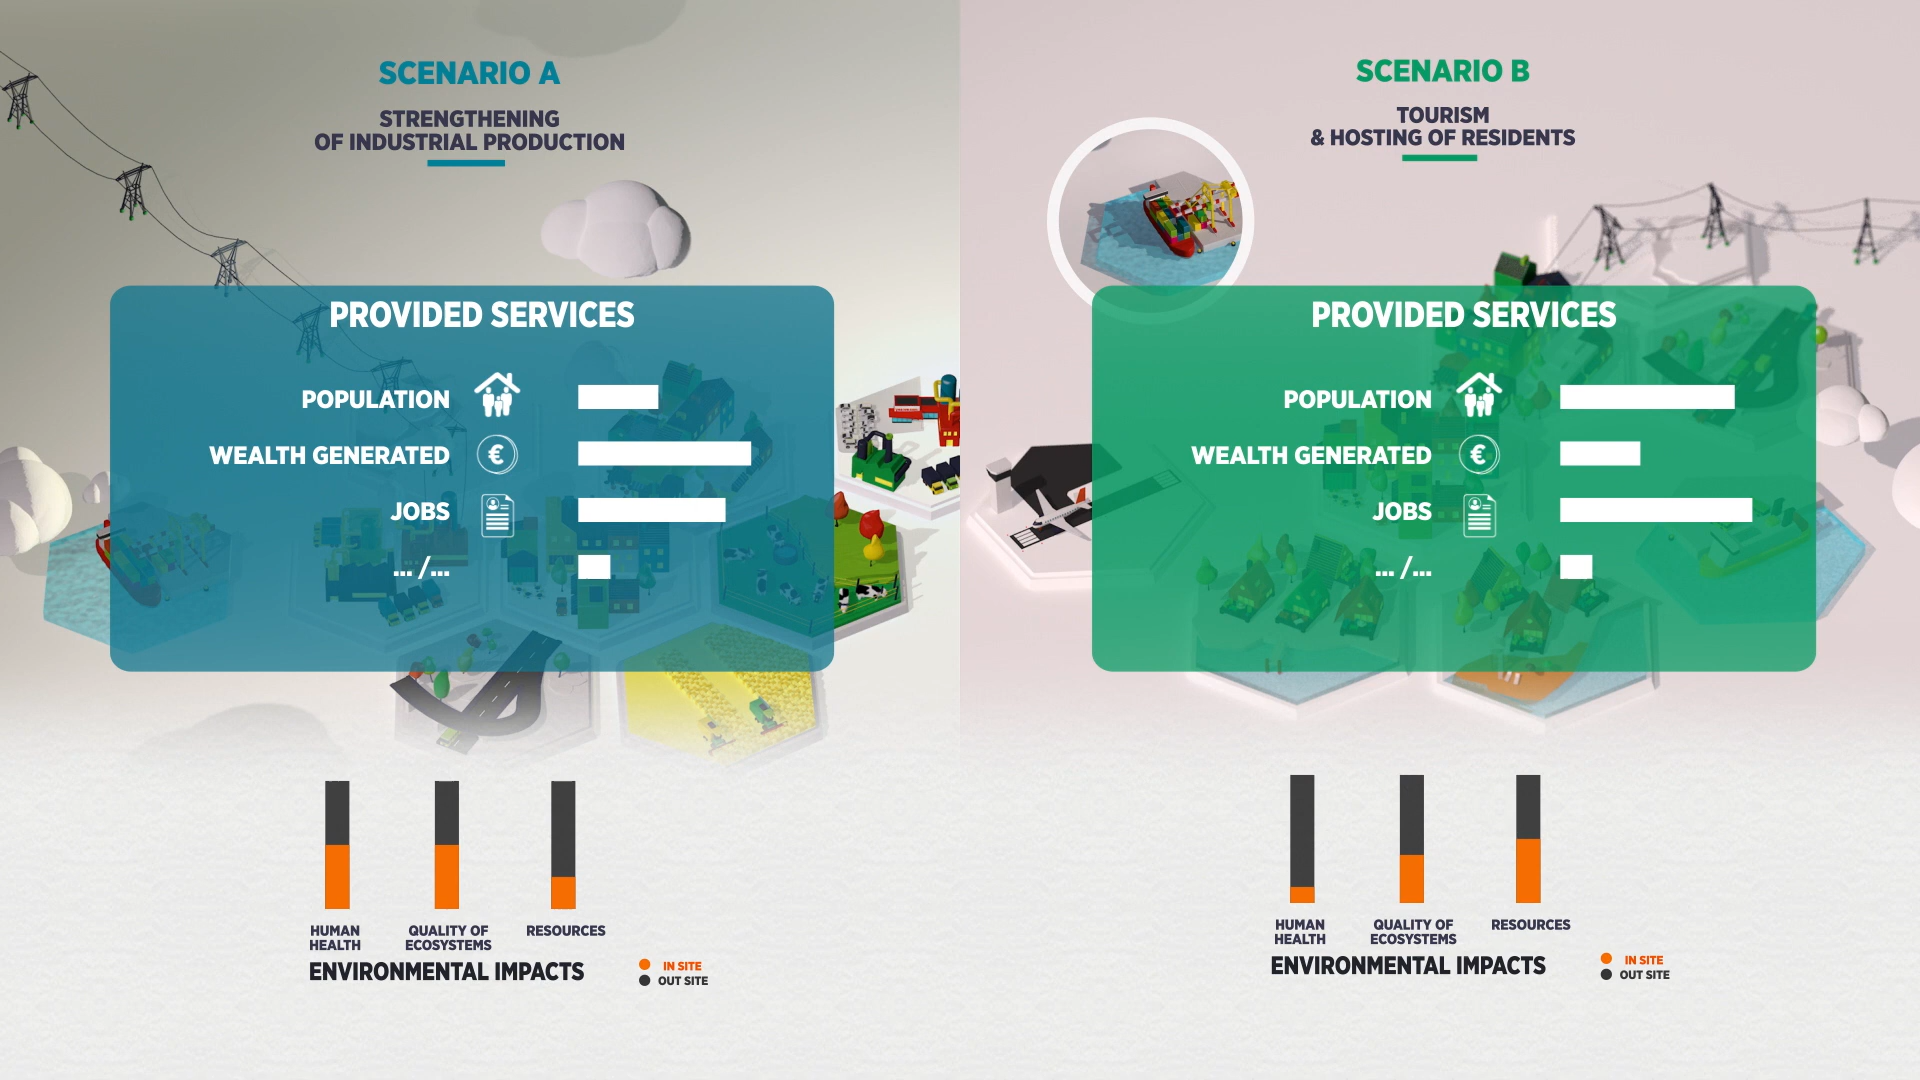 SCENARIO A
STRENGTHENING
OF INDUSTRIAL PRODUCTION
PROVIDED SERVICES
POPULATION
WEALTH GENERATED
€
JOBS
... /...
HUMAN
HEALTH
QUALITY OF
ECOSYSTEMS
RESOURCES
ENVIRONMENTAL IMPACTS
IN SITE
OUT SITE
SCENARIO B
TOURISM
& HOSTING OF RESIDENTS
PROVIDED SERVICES
POPULATION
WEALTH GENERATED
€
JOBS
... /...
HUMAN
HEALTH
QUALITY OF
ECOSYSTEMS
RESOURCES
ENVIRONMENTAL IMPACTS
IN SITE
OUT SITE